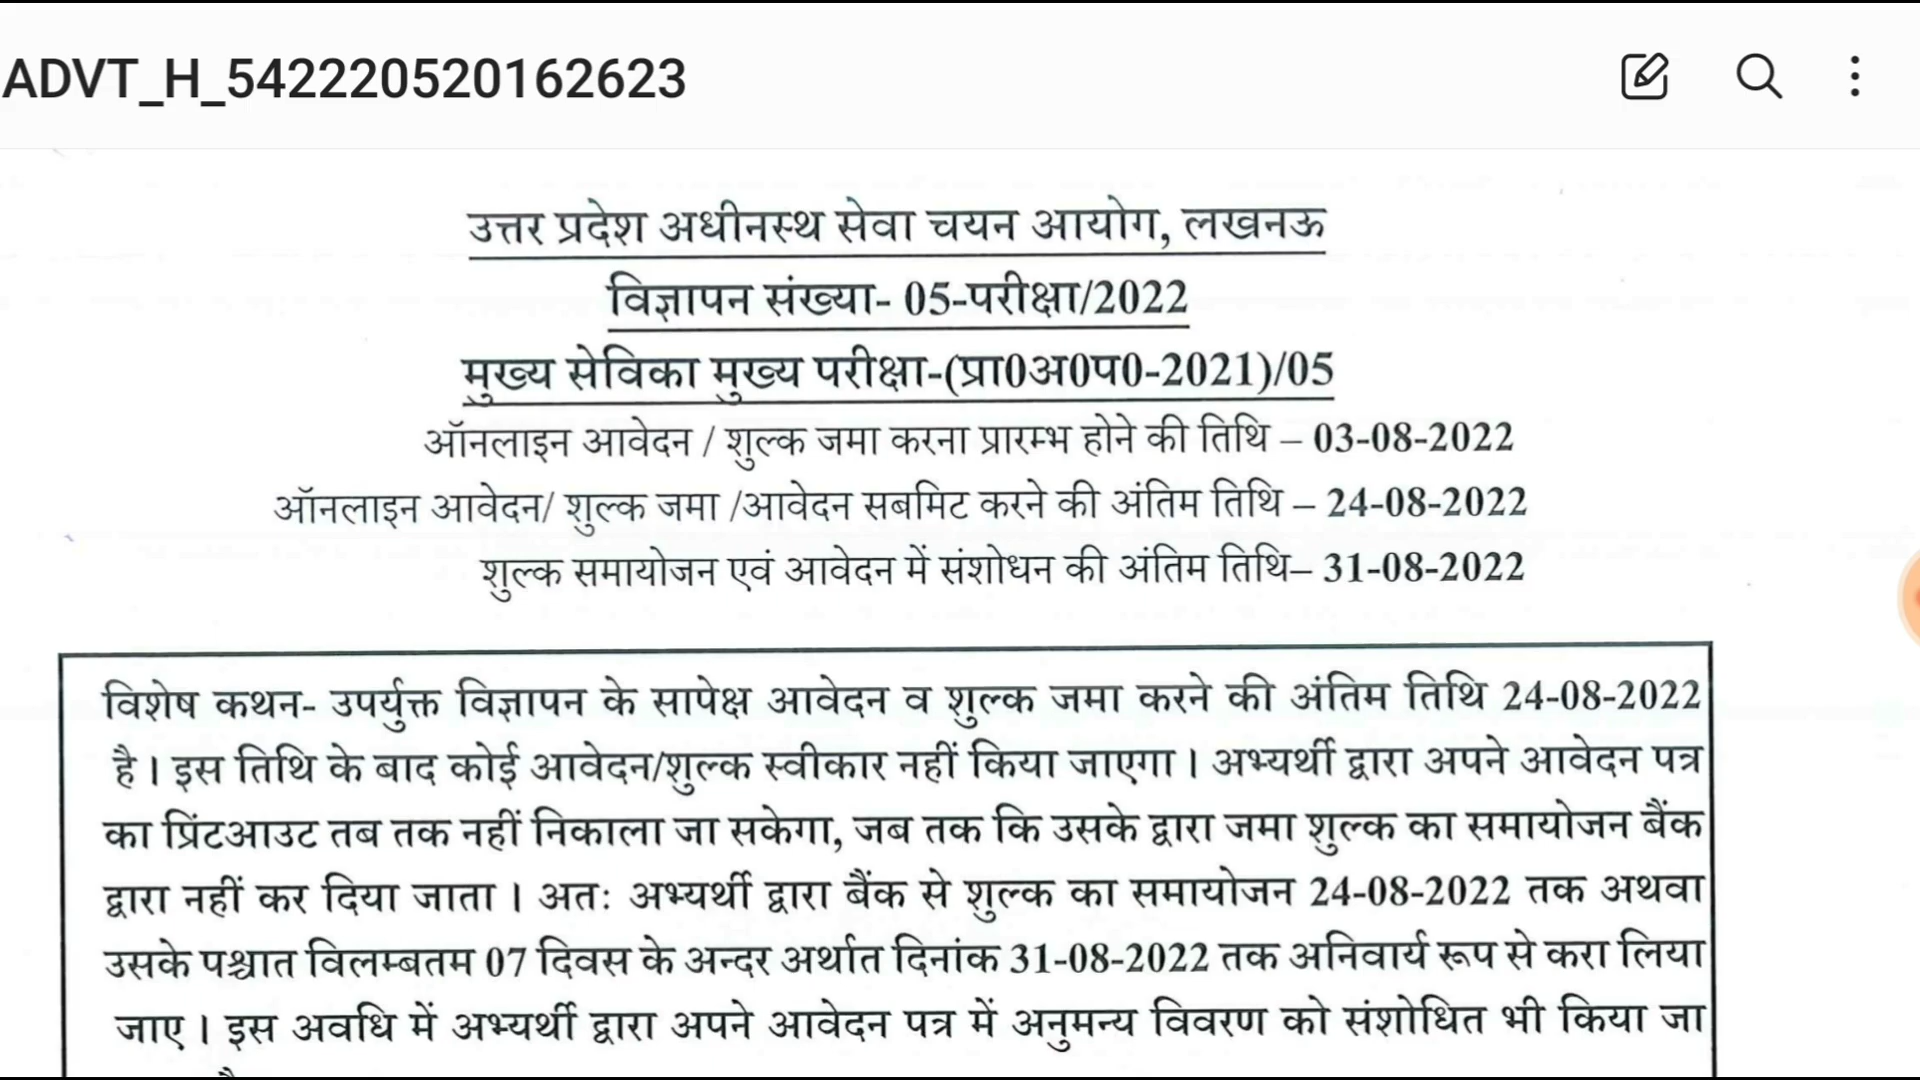 ADVT_H_542220520162623
उत्तर प्रदेश अधीनस्थ सेवा चयन आयोग, लखनऊ
विज्ञापन संख्या- 05-परीक्षा/2022
मुख्य सेविका मुख्य परीक्षा-(प्रा0अ0प0-2021)/05
ऑनलाइन आवेदन / शुल्क जमा करना प्रारम्भ होने की तिथि – 03-08-2022
ऑनलाइन आवेदन/ शुल्क जमा /आवेदन सबमिट करने की अंतिम तिथि – 24-08-2022
शुल्क समायोजन एवं आवेदन में संशोधन की अंतिम तिथि– 31-08-2022
विशेष कथन- उपर्युक्त विज्ञापन के सापेक्ष आवेदन व शुल्क जमा करने की अंतिम तिथि 24-08-2022
है। इस तिथि के बाद कोई आवेदन/शुल्क स्वीकार नहीं किया जाएगा। अभ्यर्थी द्वारा अपने आवेदन पत्र
का प्रिंटआउट तब तक नहीं निकाला जा सकेगा, जब तक कि उसके द्वारा जमा शुल्क का समायोजन बैंक
द्वारा नहीं कर दिया जाता। अतः अभ्यर्थी द्वारा बैंक से शुल्क का समायोजन 24-08-2022 तक अथवा
उसके पश्चात विलम्बतम 07 दिवस के अन्दर अर्थात दिनांक 31-08-2022 तक अनिवार्य रूप से करा लिया
जाए। इस अवधि में अभ्यर्थी द्वारा अपने आवेदन पत्र में अनुमन्य विवरण को संशोधित भी किया जा